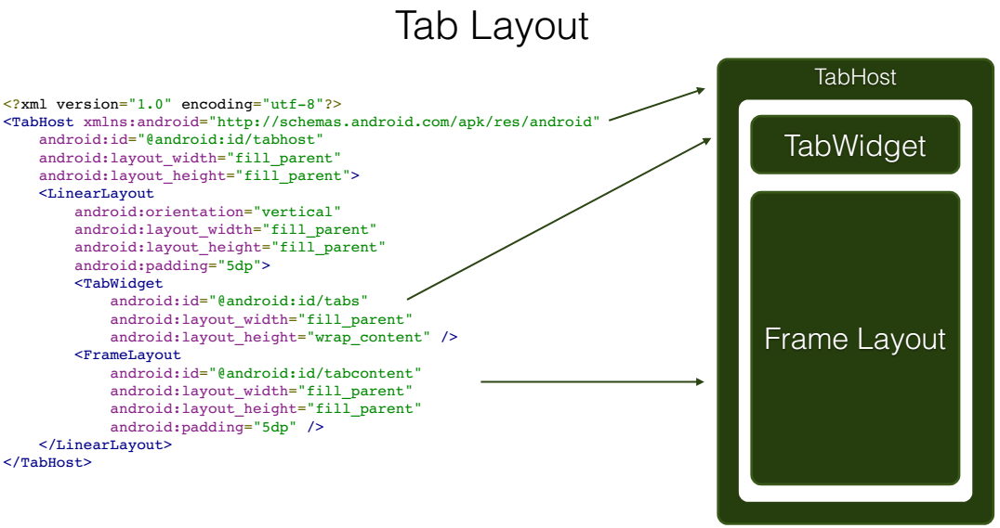 Tab Layout
<?xml version="1.0" encoding="utf-8"?>
<TabHost xmlns:android="http://schemas.android.com/apk/res/android"
    android:id="@android:id/tabhost"
    android:layout_width="fill_parent"
    android:layout_height="fill_parent">
    <LinearLayout
        android:orientation="vertical"
        android:layout_width="fill_parent"
        android:layout_height="fill_parent"
        android:padding="5dp">
        <TabWidget
            android:id="@android:id/tabs"
            android:layout_width="fill_parent"
            android:layout_height="wrap_content" />
        <FrameLayout
            android:id="@android:id/tabcontent"
            android:layout_width="fill_parent"
            android:layout_height="fill_parent"
            android:padding="5dp" />
    </LinearLayout>
</TabHost>
TabHost
TabWidget
Frame Layout